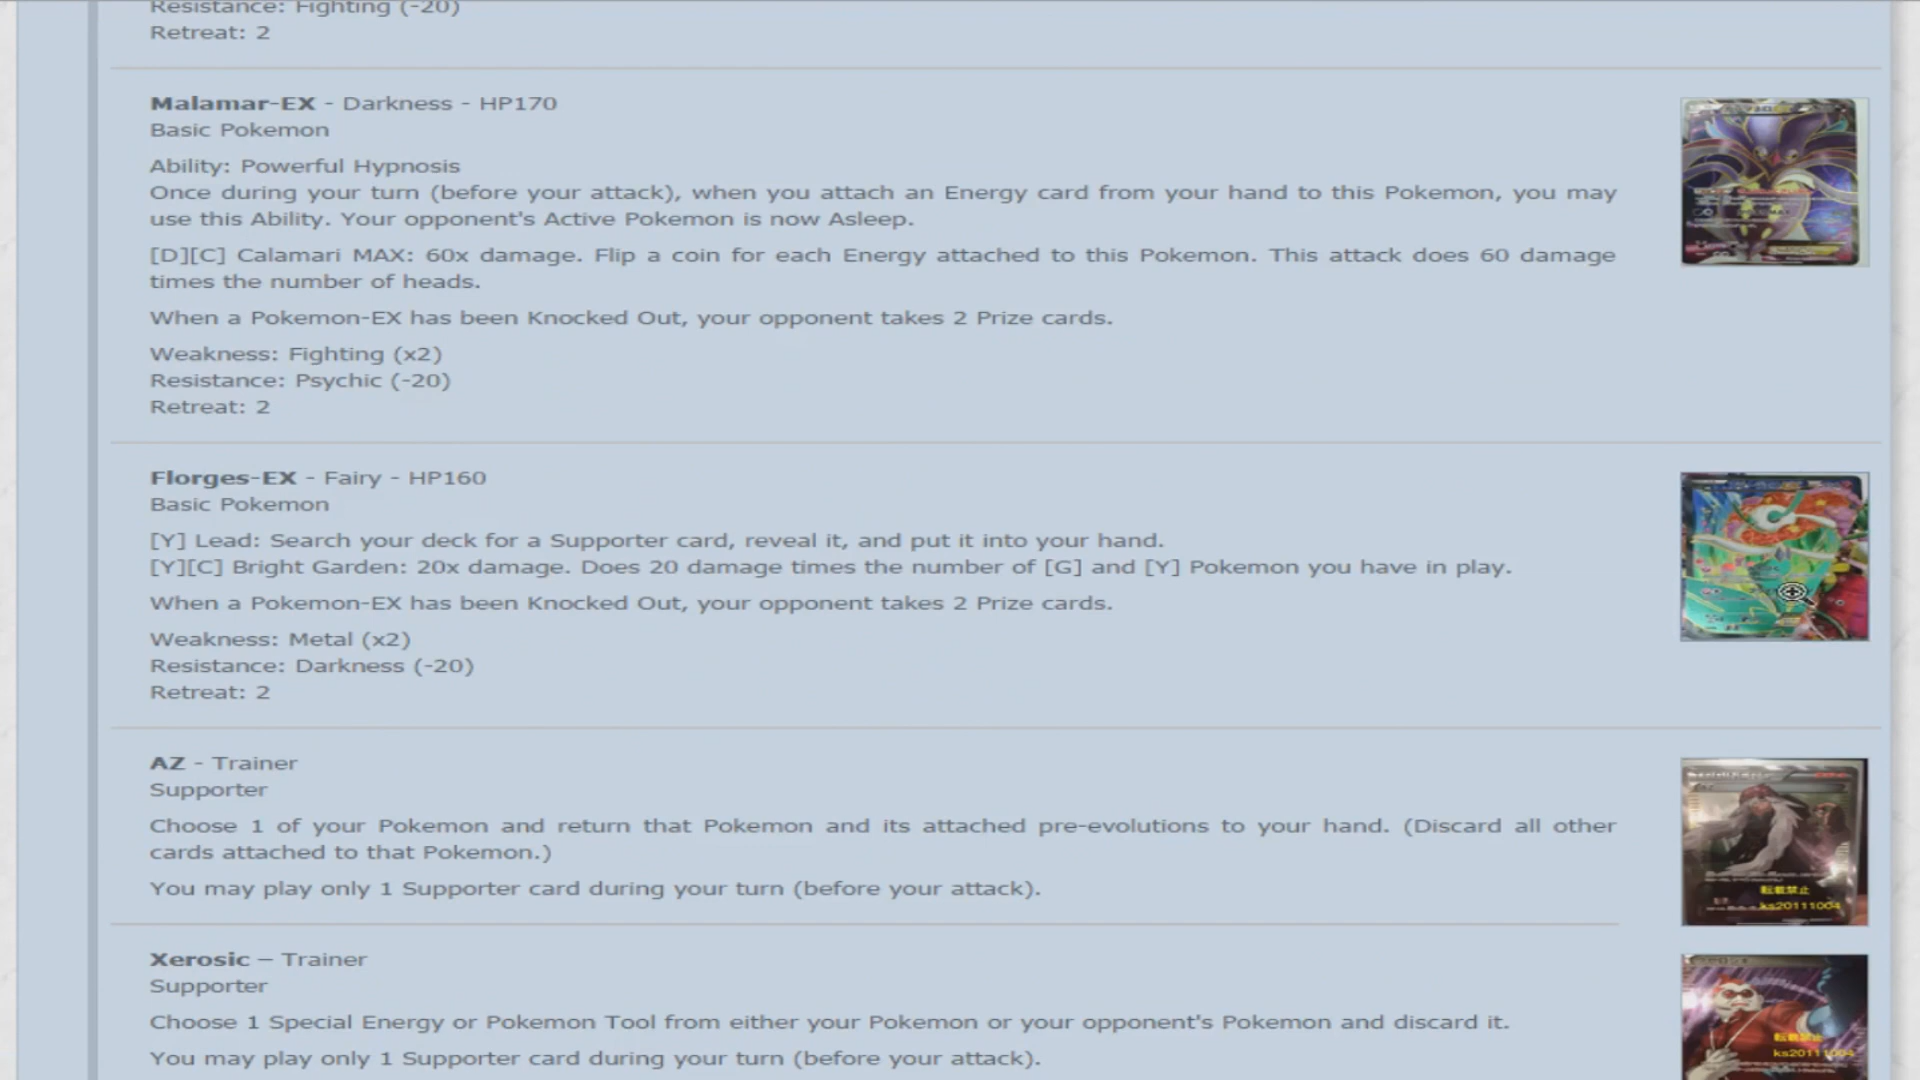 Resistance: Fighting (-20)
Retreat: 2
Malamar-EX - Darkness - HP170
Basic Pokemon
Ability: Powerful Hypnosis
Once during your turn (before your attack), when you attach an Energy card from your hand to this Pokemon, you may
use this Ability. Your opponent's Active Pokemon is now Asleep.
[D][C] Calamari MAX: 60x damage. Flip a coin for each Energy attached to this Pokemon. This attack does 60 damage
times the number of heads.
When a Pokemon-EX has been Knocked Out, your opponent takes 2 Prize cards.
Weakness: Fighting (x2)
Resistance: Psychic (-20)
Retreat: 2
Florges-EX - Fairy - HP160
Basic Pokemon
[Y] Lead: Search your deck for a Supporter card, reveal it, and put it into your hand.
[Y][C] Bright Garden: 20x damage. Does 20 damage times the number of [G] and [Y] Pokemon you have in play.
When a Pokemon-EX has been Knocked Out, your opponent takes 2 Prize cards.
Weakness: Metal (x2)
Resistance: Darkness (-20)
Retreat: 2
AZ - Trainer
Supporter
Choose 1 of your Pokemon and return that Pokemon and its attached pre-evolutions to your hand. (Discard all other
cards attached to that Pokemon.)
You may play only 1 Supporter card during your turn (before your attack).
転載禁止
ks20111004
Xerosic – Trainer
Supporter
Choose 1 Special Energy or Pokemon Tool from either your Pokemon or your opponent's Pokemon and discard it.
You may play only 1 Supporter card during your turn (before your attack).
転載禁止
ks20111004